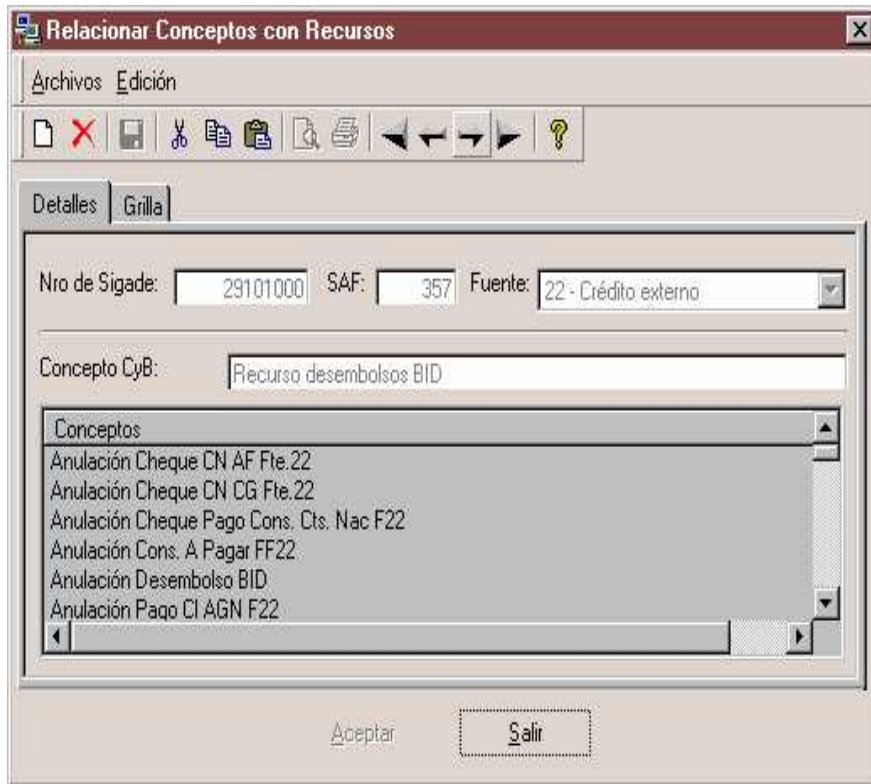 Relacionar Conceptos con Recursos
Archivos Edición
Detalles Grilla
Nro de Sigade: 29101000 SAF: 357 Fuente: 22 - Crédito externo
Concepto CyB: Recurso desembolsos BID
Conceptos
Anulación Cheque CN AF Fte.22
Anulación Cheque CN CG Fte.22
Anulación Cheque Pago Cons. Cts. Nac F22
Anulación Cons. A Pagar FF22
Anulación Desembolso BID
Anulación Pago CI AGN F22
Aceptar Salir